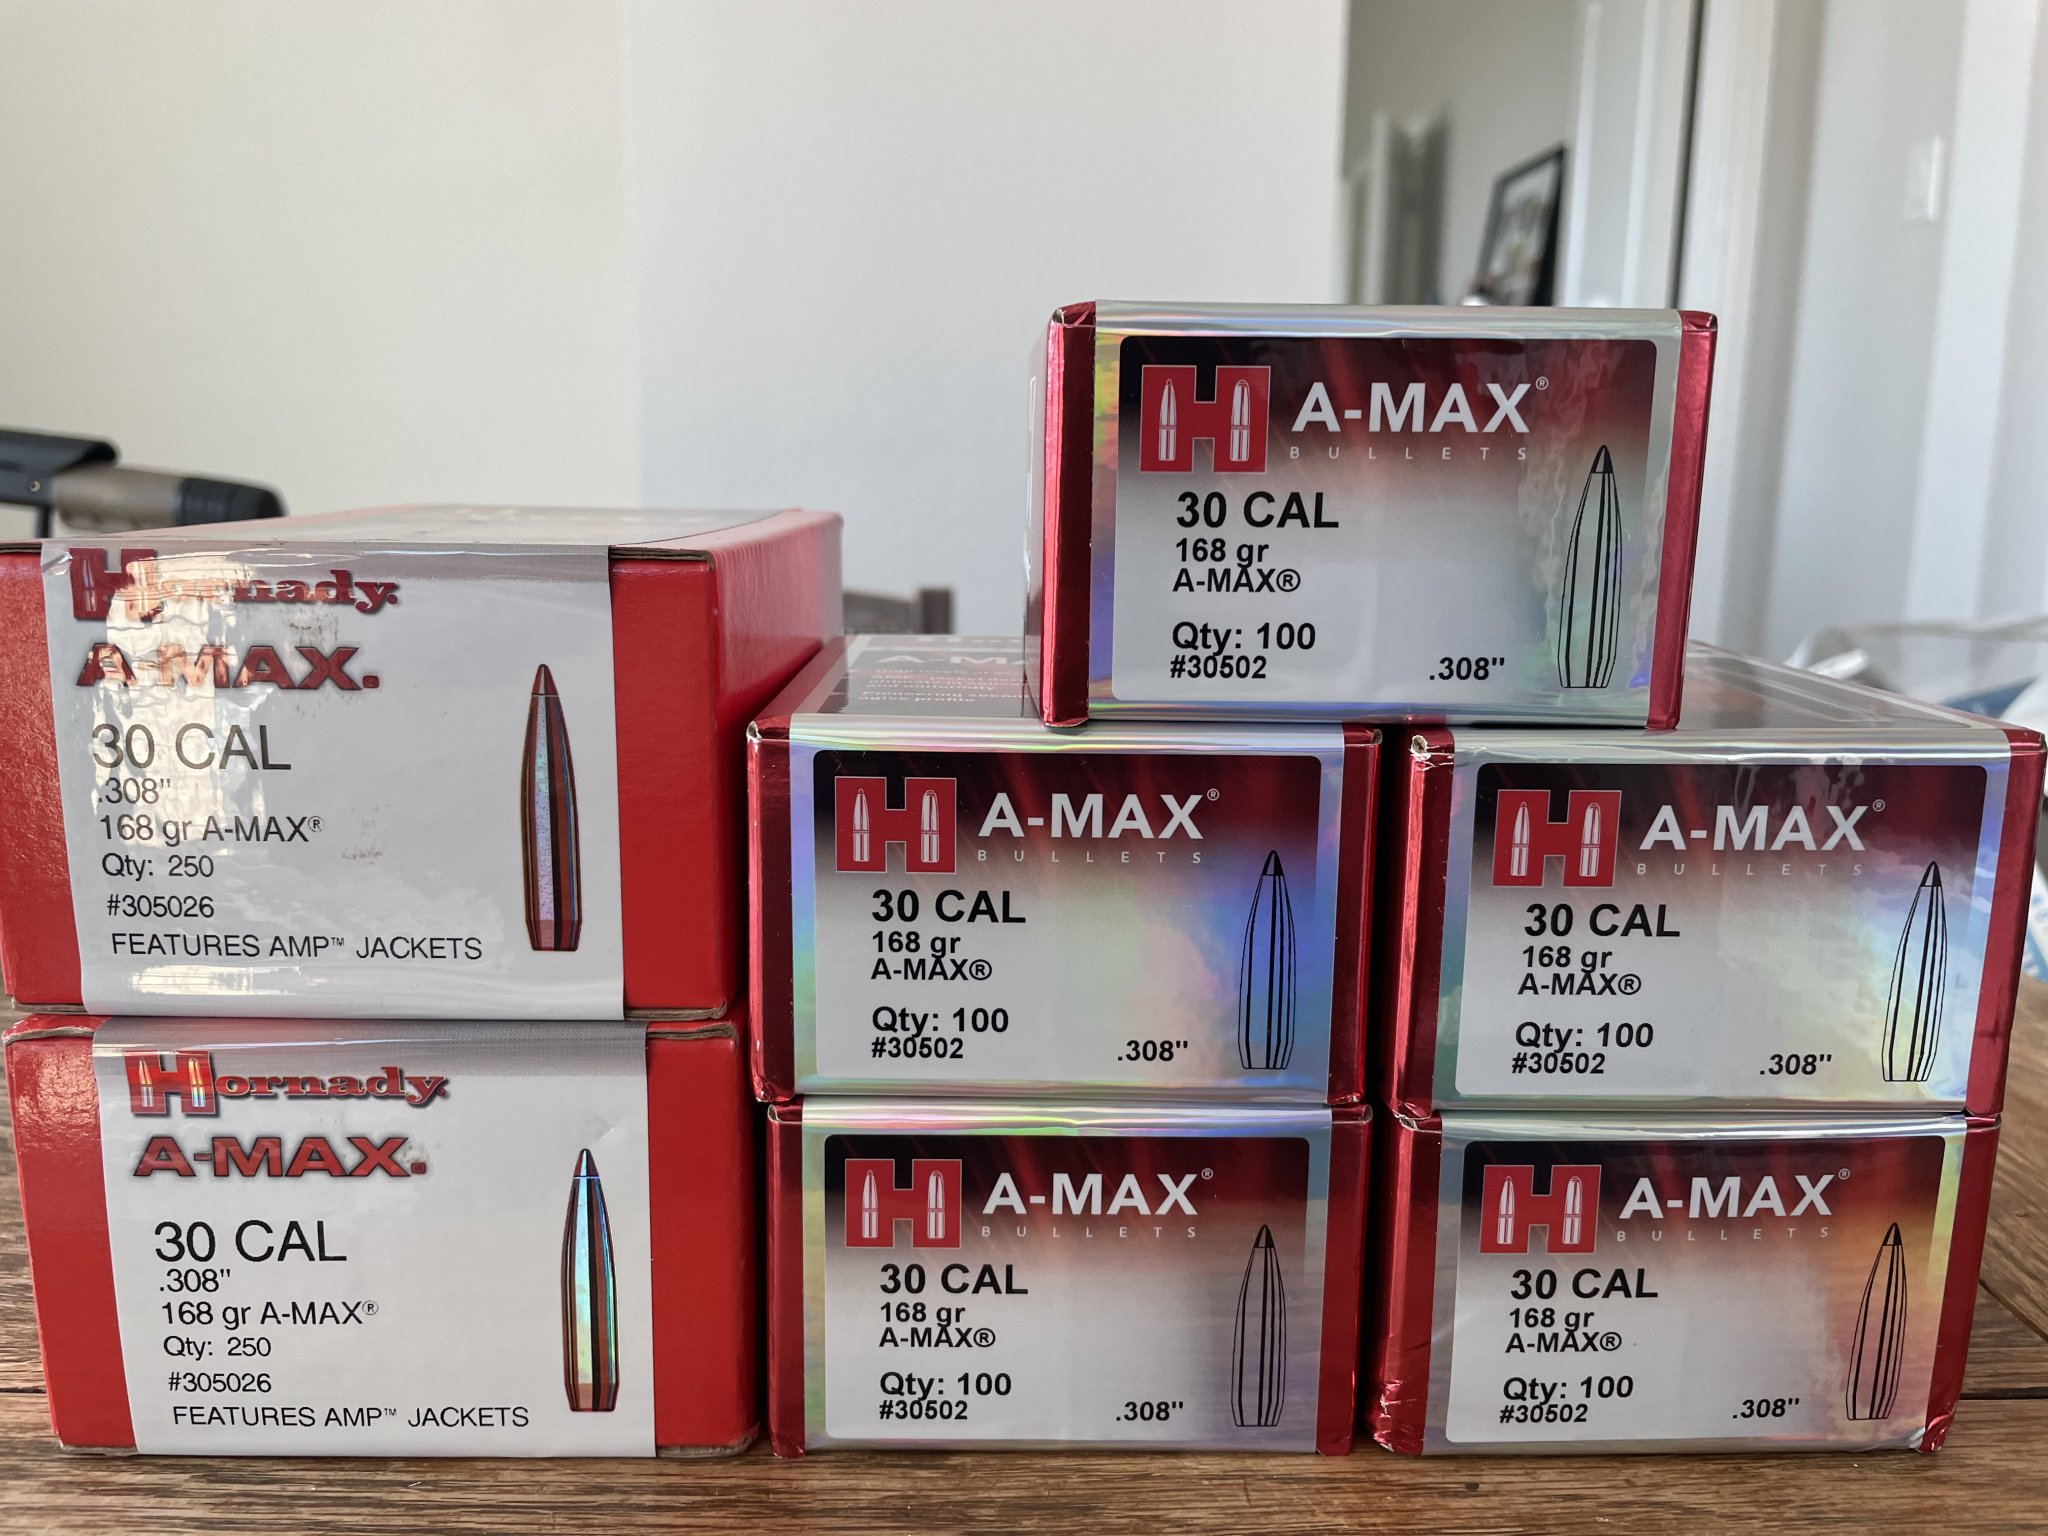 Hornady.
A-MAX.
30 CAL
.308"
168 gr A-MAX®
Qty: 250
#305026
FEATURES AMP™ JACKETS
Hornady.
A-MAX.
30 CAL
.308"
168 gr A-MAX®
Qty: 250
#305026
FEATURES AMP™ JACKETS
H A-MAX®
BULLETS
30 CAL
168 gr
A-MAX®
Qty: 100
#30502 .308"
H A-MAX®
BULLETS
30 CAL
168 gr
A-MAX®
Qty: 100
#30502 .308"
H A-MAX®
BULLETS
30 CAL
168 gr
A-MAX®
Qty: 100
#30502 .308"
H A-MAX®
BULLETS
30 CAL
168 gr
A-MAX®
Qty: 100
#30502 .308"
H A-MAX®
BULLETS
30 CAL
168 gr
A-MAX®
Qty: 100
#30502 .308"